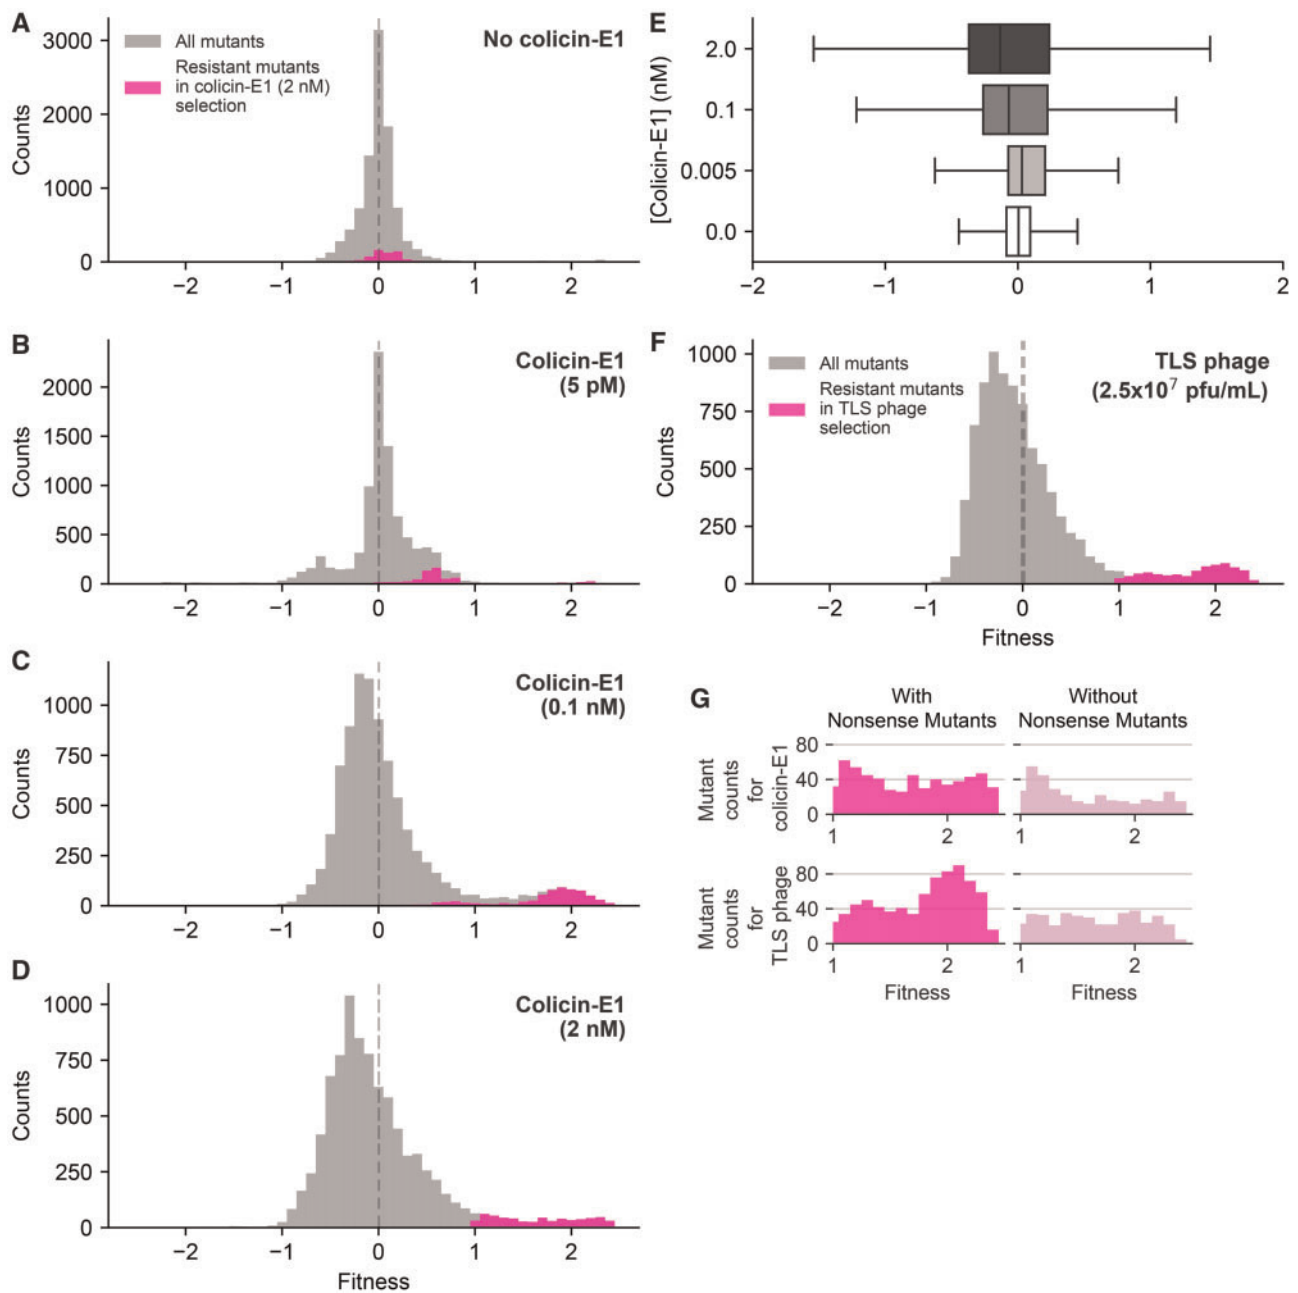 A
No colicin-E1
3000
2000
1000
0
Counts
All mutants
Resistant mutants
in colicin-E1 (2 nM)
selection
−2 −1 0 1 2
B
Colicin-E1
(5 pM)
2000
1500
1000
500
0
Counts
−2 −1 0 1 2
C
Colicin-E1
(0.1 nM)
1000
750
500
250
0
Counts
−2 −1 0 1 2
D
Colicin-E1
(2 nM)
1000
750
500
250
0
Counts
−2 −1 0 1 2
Fitness
E
[Colicin-E1] (nM)
2.0
0.1
0.005
0.0
−2 −1 0 1 2
F
TLS phage
(2.5x10⁷ pfu/mL)
All mutants
Resistant mutants
in TLS phage
selection
1000
750
500
250
0
Counts
−2 −1 0 1 2
Fitness
G
With
Nonsense Mutants
Without
Nonsense Mutants
Mutant
counts
for
colicin-E1
80
40
0
1 2
1 2
Mutant
counts
for
TLS phage
80
40
0
1 2
1 2
Fitness
Fitness